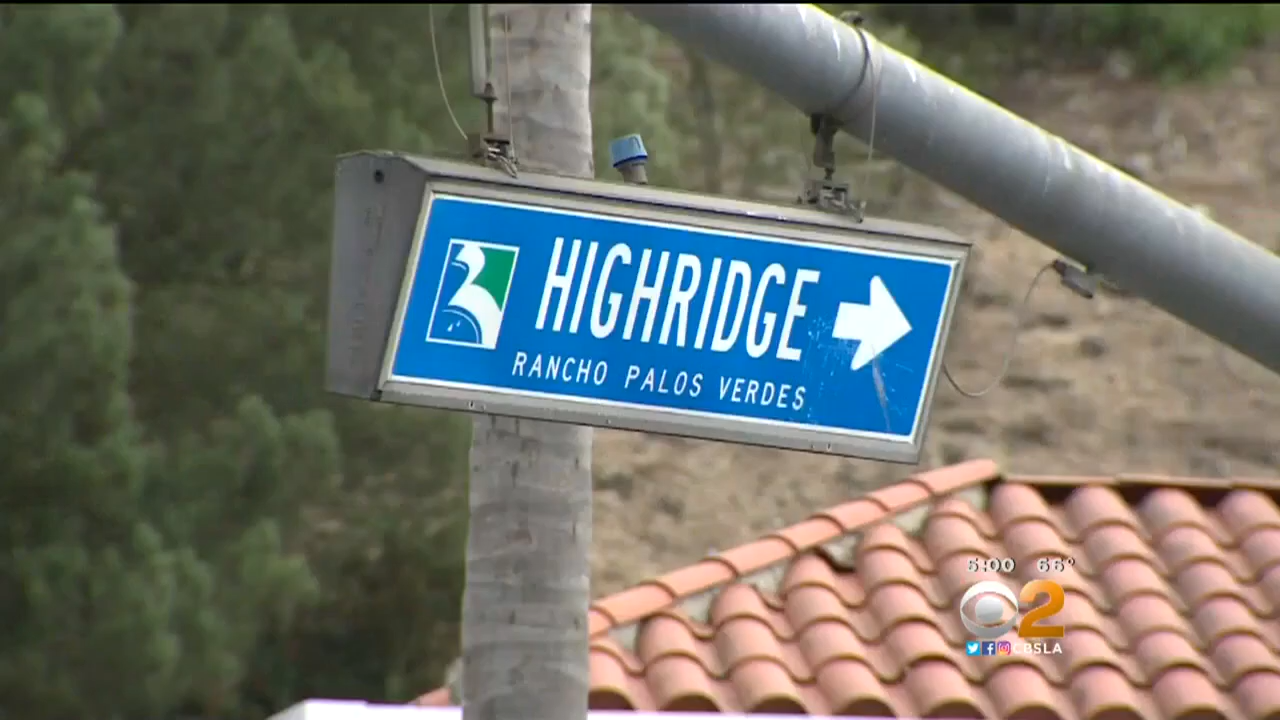 HIGHRIDGE
RANCHO PALOS VERDES
5:00 66°
2
CBSLA